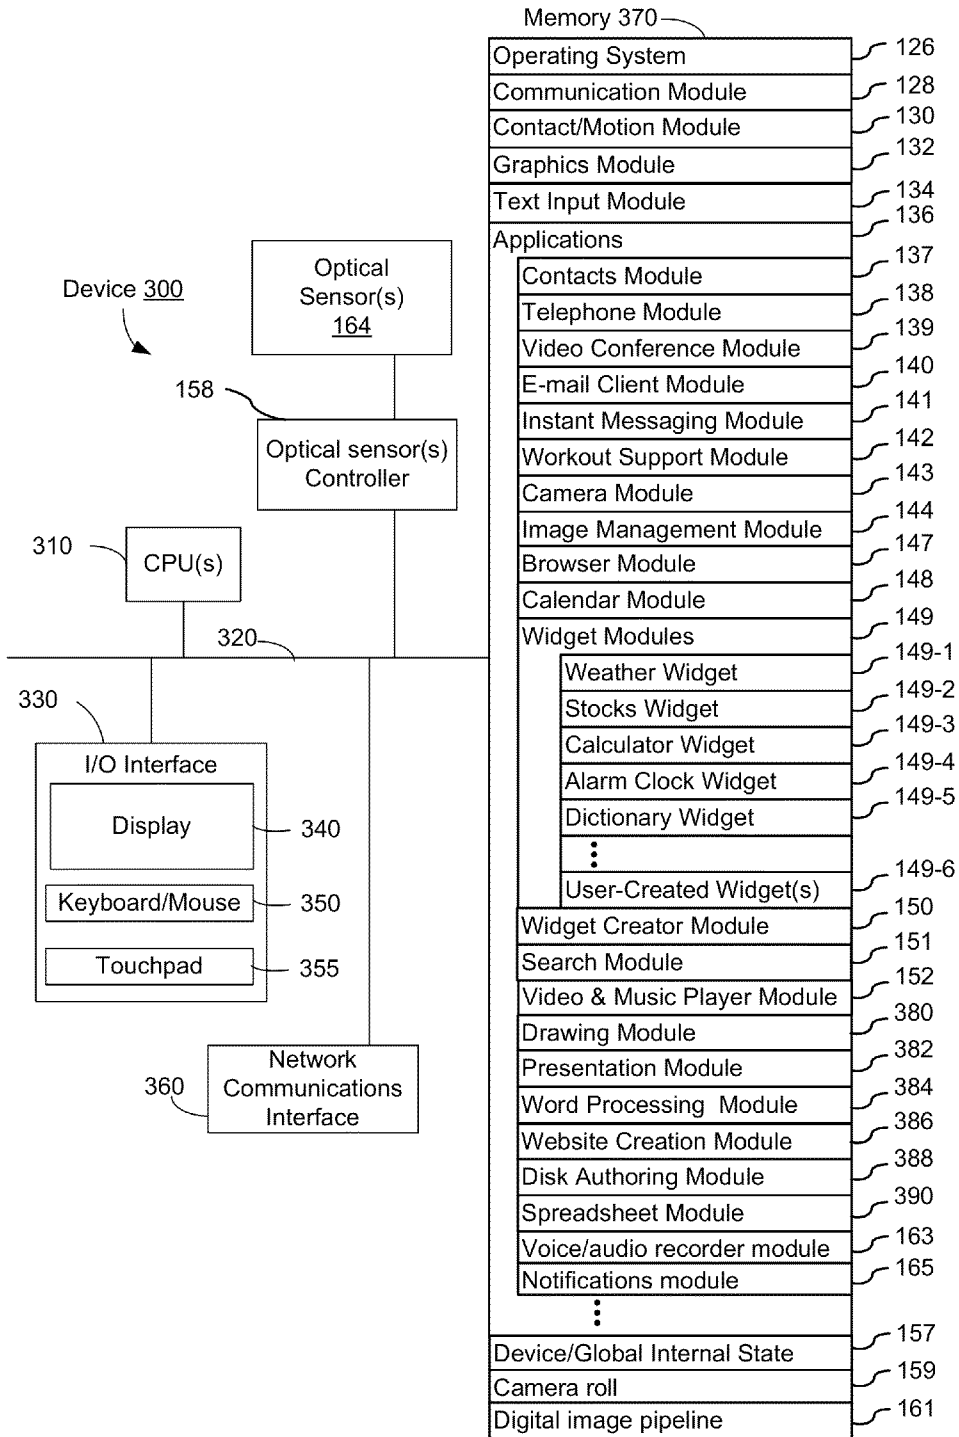 Memory 370
Operating System 126
Communication Module 128
Contact/Motion Module 130
Graphics Module 132
Text Input Module 134
Applications 136
Contacts Module 137
Telephone Module 138
Video Conference Module 139
E-mail Client Module 140
Instant Messaging Module 141
Workout Support Module 142
Camera Module 143
Image Management Module 144
Browser Module 147
Calendar Module 148
Widget Modules 149
Weather Widget 149-1
Stocks Widget 149-2
Calculator Widget 149-3
Alarm Clock Widget 149-4
Dictionary Widget 149-5
User-Created Widget(s) 149-6
Widget Creator Module 150
Search Module 151
Video & Music Player Module 152
Drawing Module 380
Presentation Module 382
Word Processing Module 384
Website Creation Module 386
Disk Authoring Module 388
Spreadsheet Module 390
Voice/audio recorder module 163
Notifications module 165
Device/Global Internal State 157
Camera roll 159
Digital image pipeline 161
Device 300
Optical
Sensor(s)
164
158
Optical sensor(s)
Controller
310
CPU(s)
320
330
I/O Interface
Display 340
Keyboard/Mouse 350
Touchpad 355
360
Network
Communications
Interface